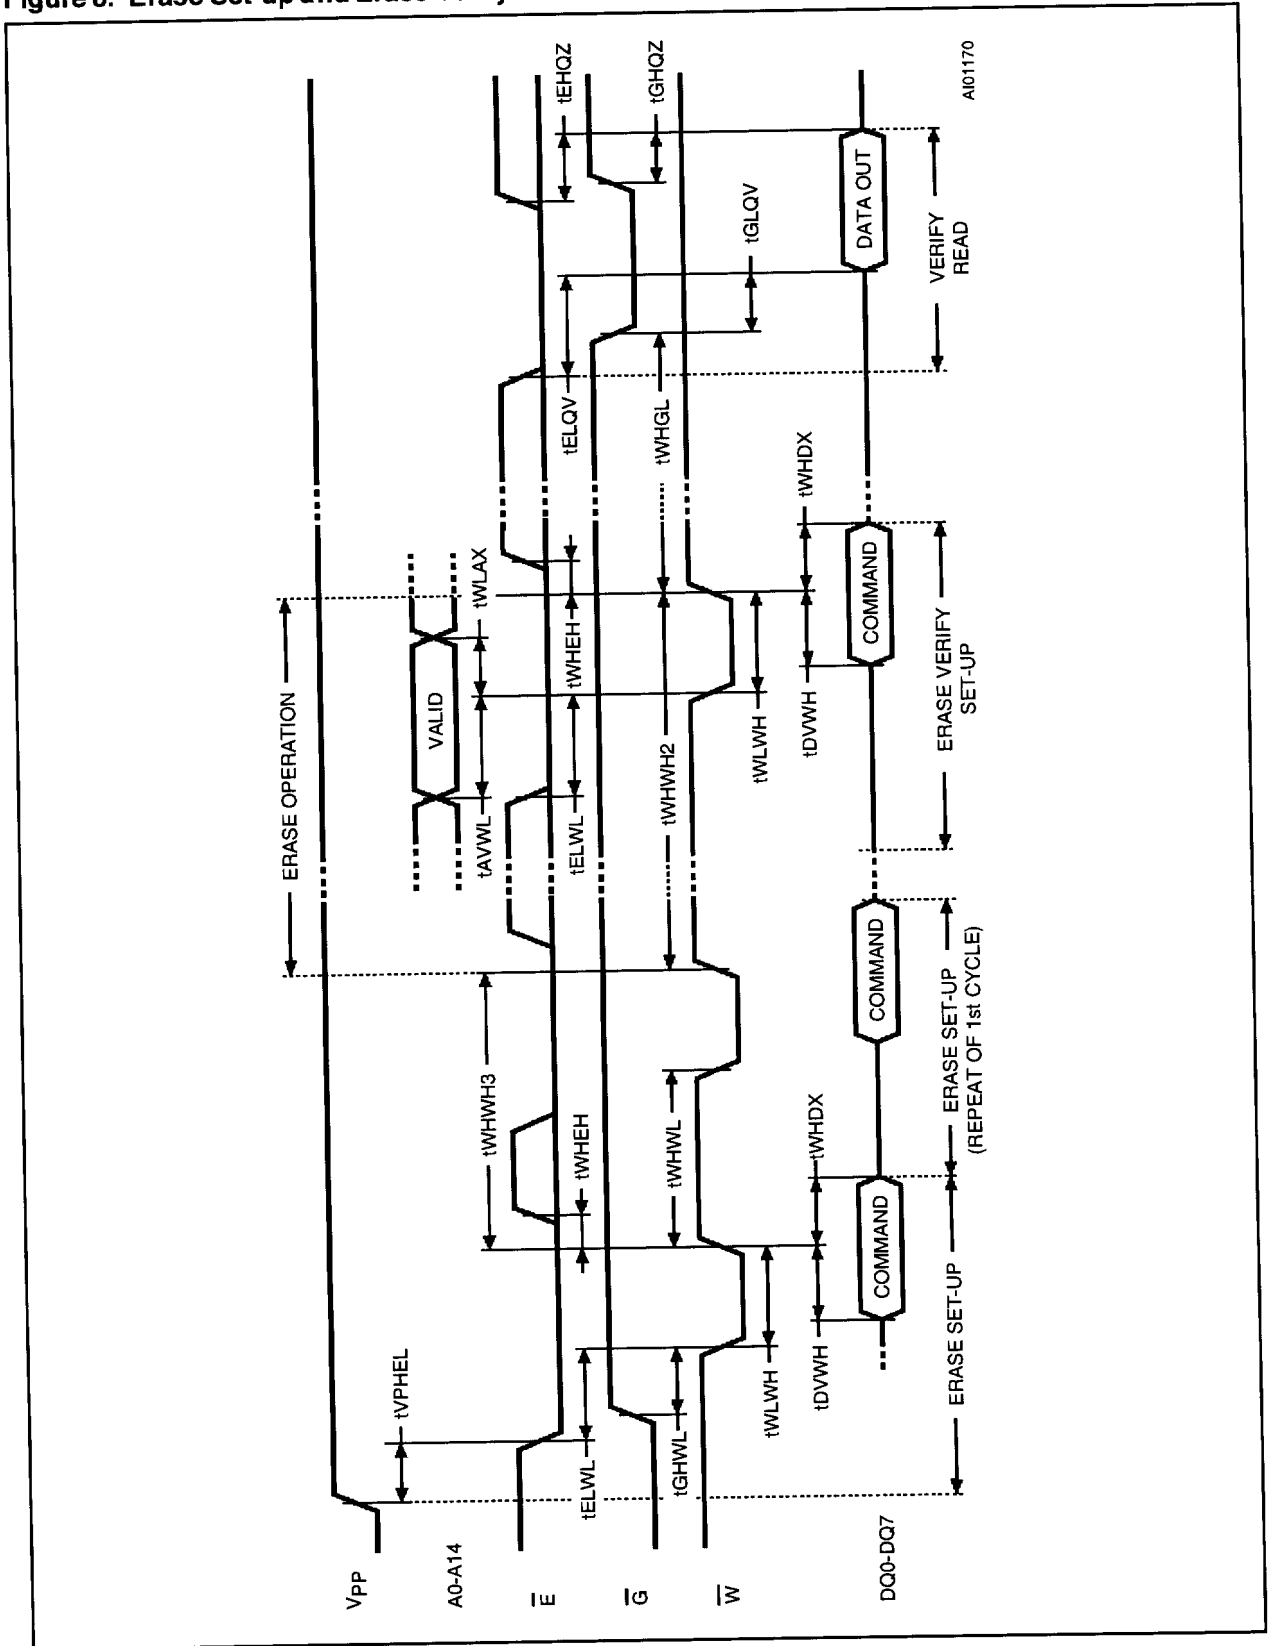 Figure 8. Erase Set-up and Erase
VPP
A0-A14
E
G
W
DQ0-DQ7
tVPHEL
tELWL
tGHWL
tWLWH
tDVWH
ERASE SET-UP
COMMAND
tWHDX
tWHEH
tWHWL
tWHWH3
ERASE SET-UP
(REPEAT OF 1st CYCLE)
COMMAND
ERASE OPERATION
VALID
tAVWL
tWLAX
tELWL
tWHEH
tWHWH2
tWLWH
tDVWH
tWHDX
COMMAND
ERASE VERIFY
SET-UP
tELQV
tWHGL
tGLQV
tEHQZ
tGHQZ
DATA OUT
VERIFY
READ
AI01170